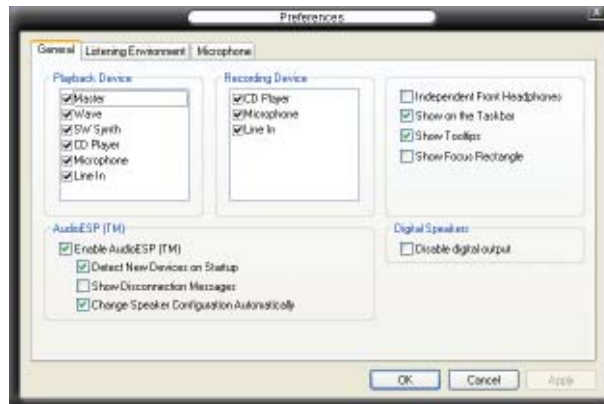 Preferences
General Listening Environment Microphone
Playback Device
Master
Wave
SW Synth
CD Player
Microphone
Line In
Recording Device
CD Player
Microphone
Line In
Independent Front Headphones
Show on the Taskbar
Show Tooltips
Show Focus Rectangle
AudioESP (TM)
Enable AudioESP (TM)
Detect New Devices on Startup
Show Disconnection Messages
Change Speaker Configuration Automatically
Digital Speakers
Disable digital output
OK Cancel Apply